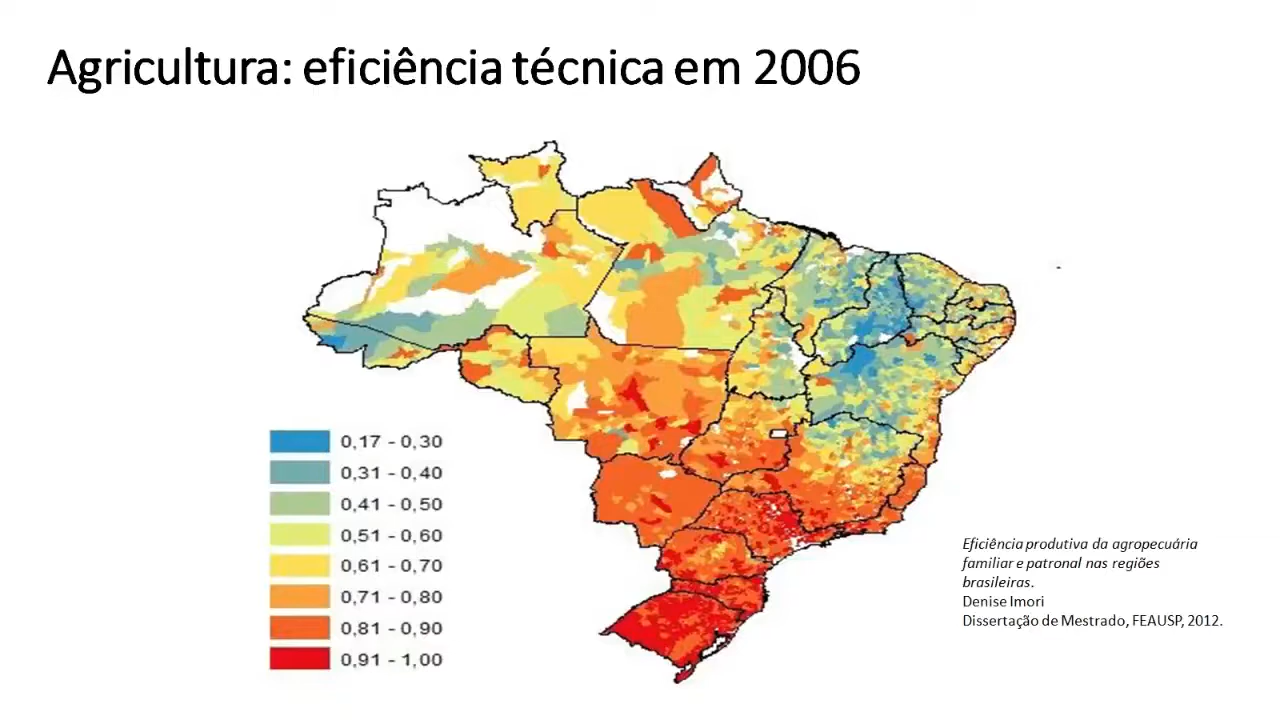 Agricultura: eficiência técnica em 2006
0,17 - 0,30
0,31 - 0,40
0,41 - 0,50
0,51 - 0,60
0,61 - 0,70
0,71 - 0,80
0,81 - 0,90
0,91 - 1,00
Eficiência produtiva da agropecuária
familiar e patronal nas regiões
brasileiras.
Denise Imori
Dissertação de Mestrado, FEAUSP, 2012.